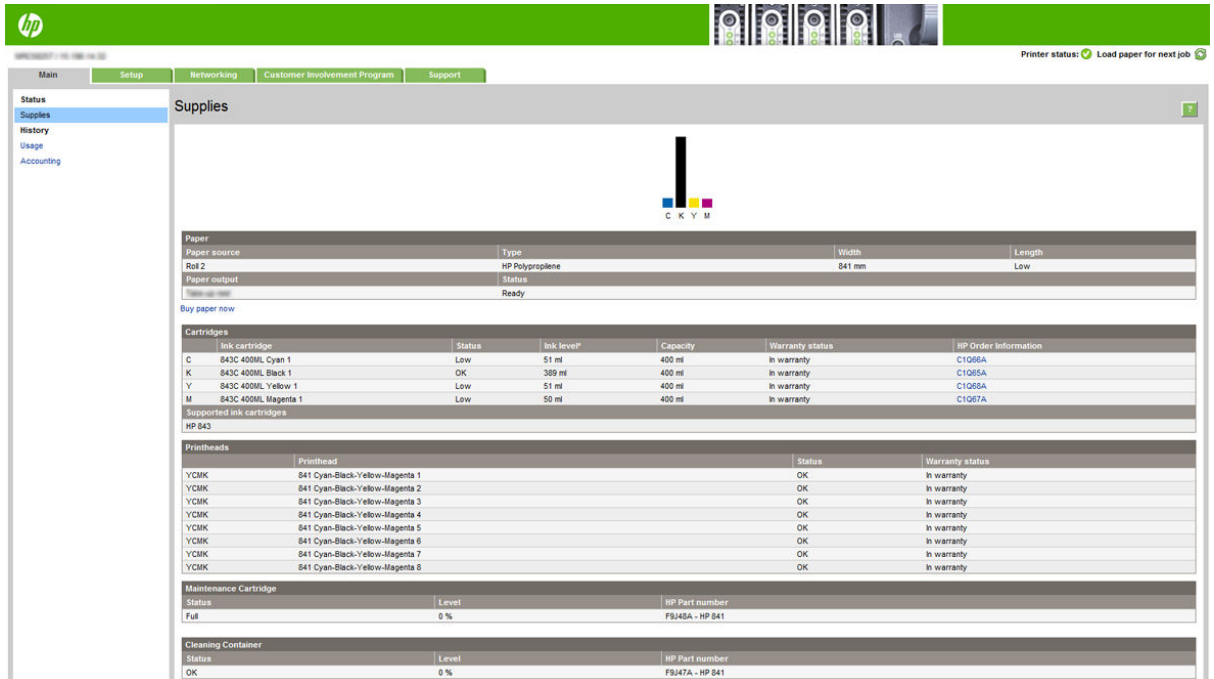 hp
Printer status: Load paper for next job
Main Setup Networking Customer Involvement Program Support
Status
Supplies
History
Usage
Accounting
Supplies
?
C K Y M
Paper
Paper source Type Width Length
Roll 2 HP Polypropilene 841 mm Low
Paper output Status
Ready
Buy paper now
Cartridges
Ink cartridge Status Ink level* Capacity Warranty status HP Order Information
C 843C 400ML Cyan 1 Low 51 ml 400 ml In warranty C1Q66A
K 843C 400ML Black 1 OK 389 ml 400 ml In warranty C1Q65A
Y 843C 400ML Yellow 1 Low 51 ml 400 ml In warranty C1Q68A
M 843C 400ML Magenta 1 Low 50 ml 400 ml In warranty C1Q67A
Supported ink cartridges
HP 843
Printheads
Printhead Status Warranty status
YCMK 841 Cyan-Black-Yellow-Magenta 1 OK In warranty
YCMK 841 Cyan-Black-Yellow-Magenta 2 OK In warranty
YCMK 841 Cyan-Black-Yellow-Magenta 3 OK In warranty
YCMK 841 Cyan-Black-Yellow-Magenta 4 OK In warranty
YCMK 841 Cyan-Black-Yellow-Magenta 5 OK In warranty
YCMK 841 Cyan-Black-Yellow-Magenta 6 OK In warranty
YCMK 841 Cyan-Black-Yellow-Magenta 7 OK In warranty
YCMK 841 Cyan-Black-Yellow-Magenta 8 OK In warranty
Maintenance Cartridge
Status Level HP Part number
Full 0 % F9J48A - HP 841
Cleaning Container
Status Level HP Part number
OK 0 % F9J47A - HP 841